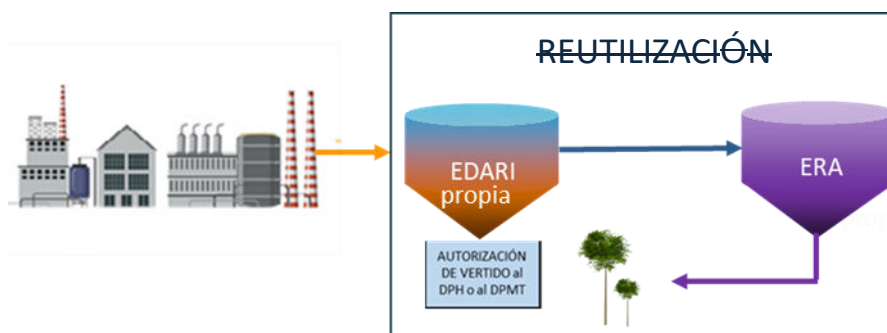 REUTILIZACIÓN
EDARI
propia
ERA
AUTORIZACIÓN
DE VERTIDO al
DPH o al DPMT